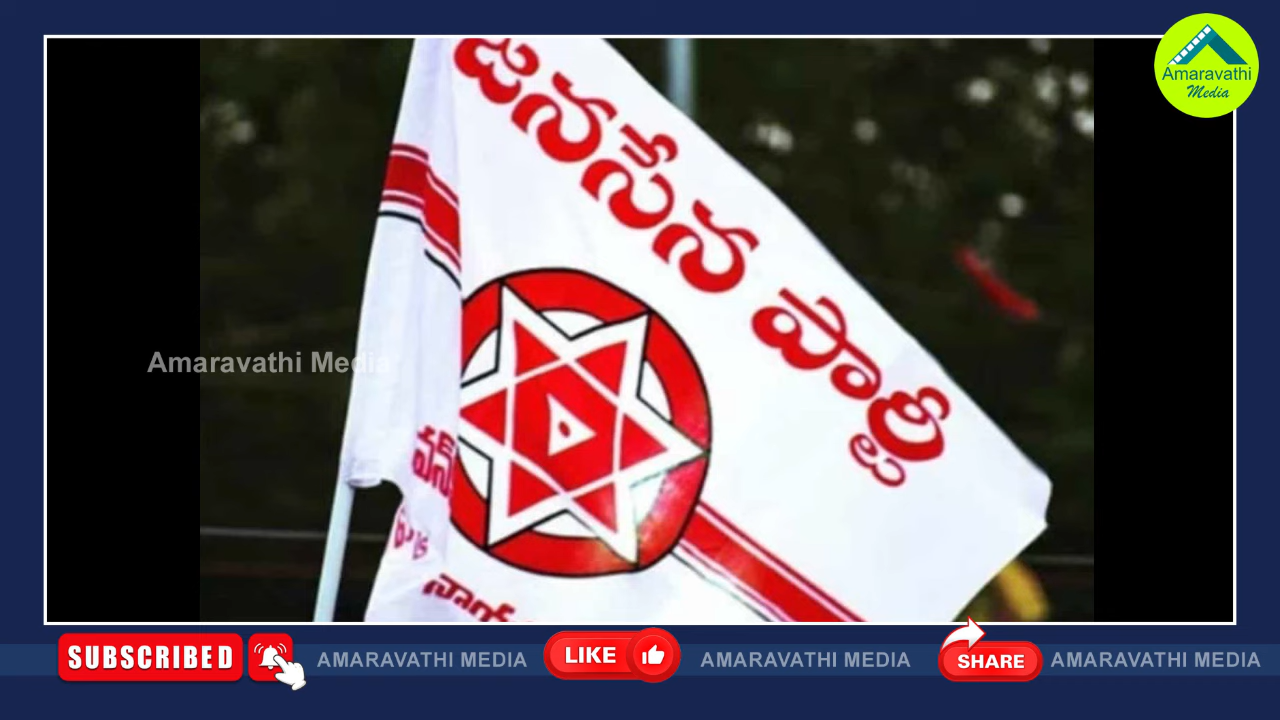 జనసేన పార్టీ
Amaravathi
Media
Amaravathi Media
SUBSCRIBED
AMARAVATHI MEDIA
LIKE
AMARAVATHI MEDIA
SHARE
AMARAVATHI MEDIA